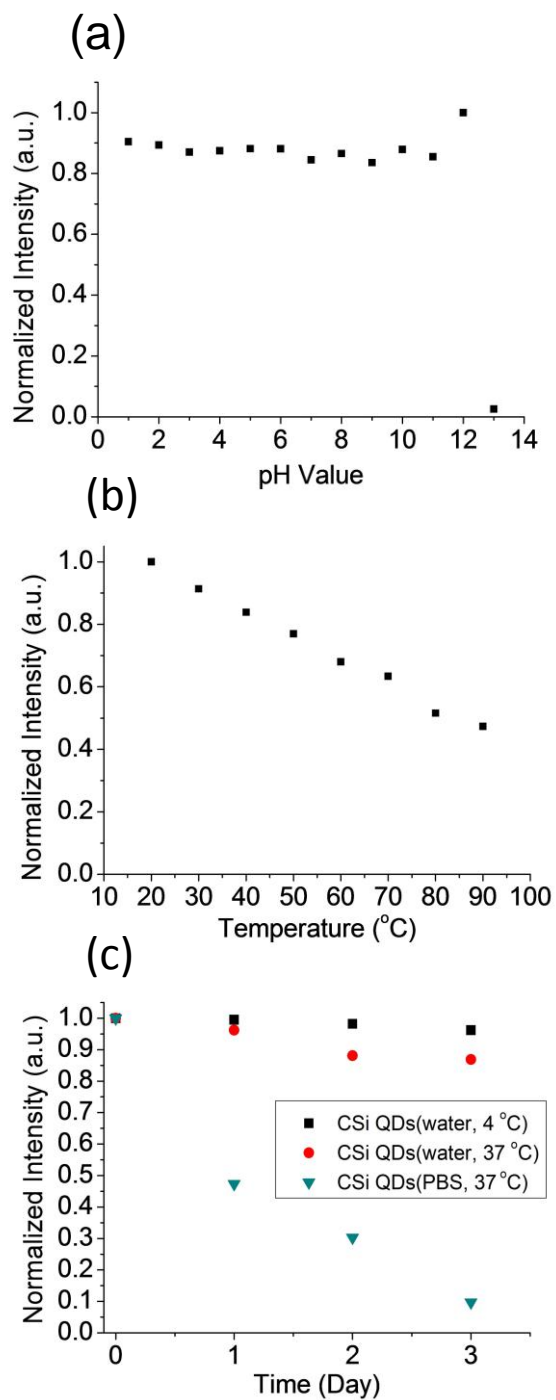 (a)
Normalized Intensity (a.u.)
1.0
0.8
0.6
0.4
0.2
0.0
0 2 4 6 8 10 12 14
pH Value
(b)
Normalized Intensity (a.u.)
1.0
0.8
0.6
0.4
0.2
0.0
10 20 30 40 50 60 70 80 90 100
Temperature (°C)
(c)
Normalized Intensity (a.u.)
1.0
0.9
0.8
0.7
0.6
0.5
0.4
0.3
0.2
0.1
0.0
CSi QDs(water, 4 °C)
CSi QDs(water, 37 °C)
CSi QDs(PBS, 37 °C)
0 1 2 3
Time (Day)